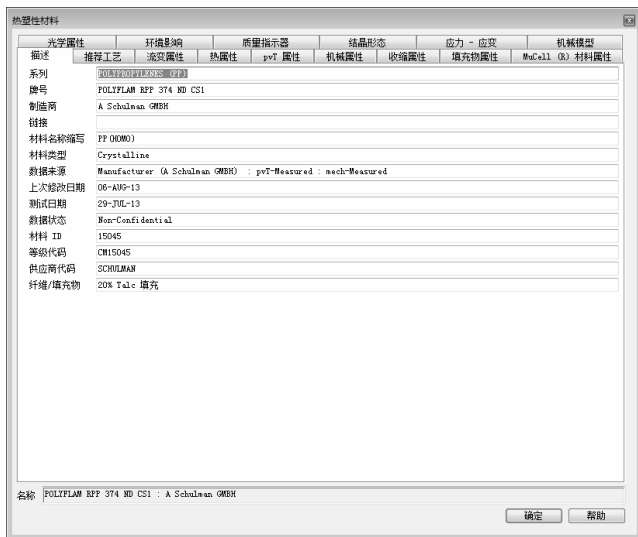 热塑性材料
光学属性 环境影响 质量指示器 结晶形态 应力 - 应变 机械模型
描述 推荐工艺 流变属性 热属性 pvT 属性 机械属性 收缩属性 填充物属性 MuCell (R) 材料属性
系列 POLYPROPYLENES (PP)
牌号 POLYFLAM RPP 374 ND CS1
制造商 A Schulman GMBH
链接
材料名称缩写 PP(HOMO)
材料类型 Crystalline
数据来源 Manufacturer (A Schulman GMBH) : pvT-Measured : mech-Measured
上次修改日期 06-AUG-13
测试日期 29-JUL-13
数据状态 Non-Confidential
材料 ID 15045
等级代码 CM15045
供应商代码 SCHULMAN
纤维/填充物 20% Talc 填充
名称 POLYFLAM RPP 374 ND CS1 : A Schulman GMBH
确定 帮助